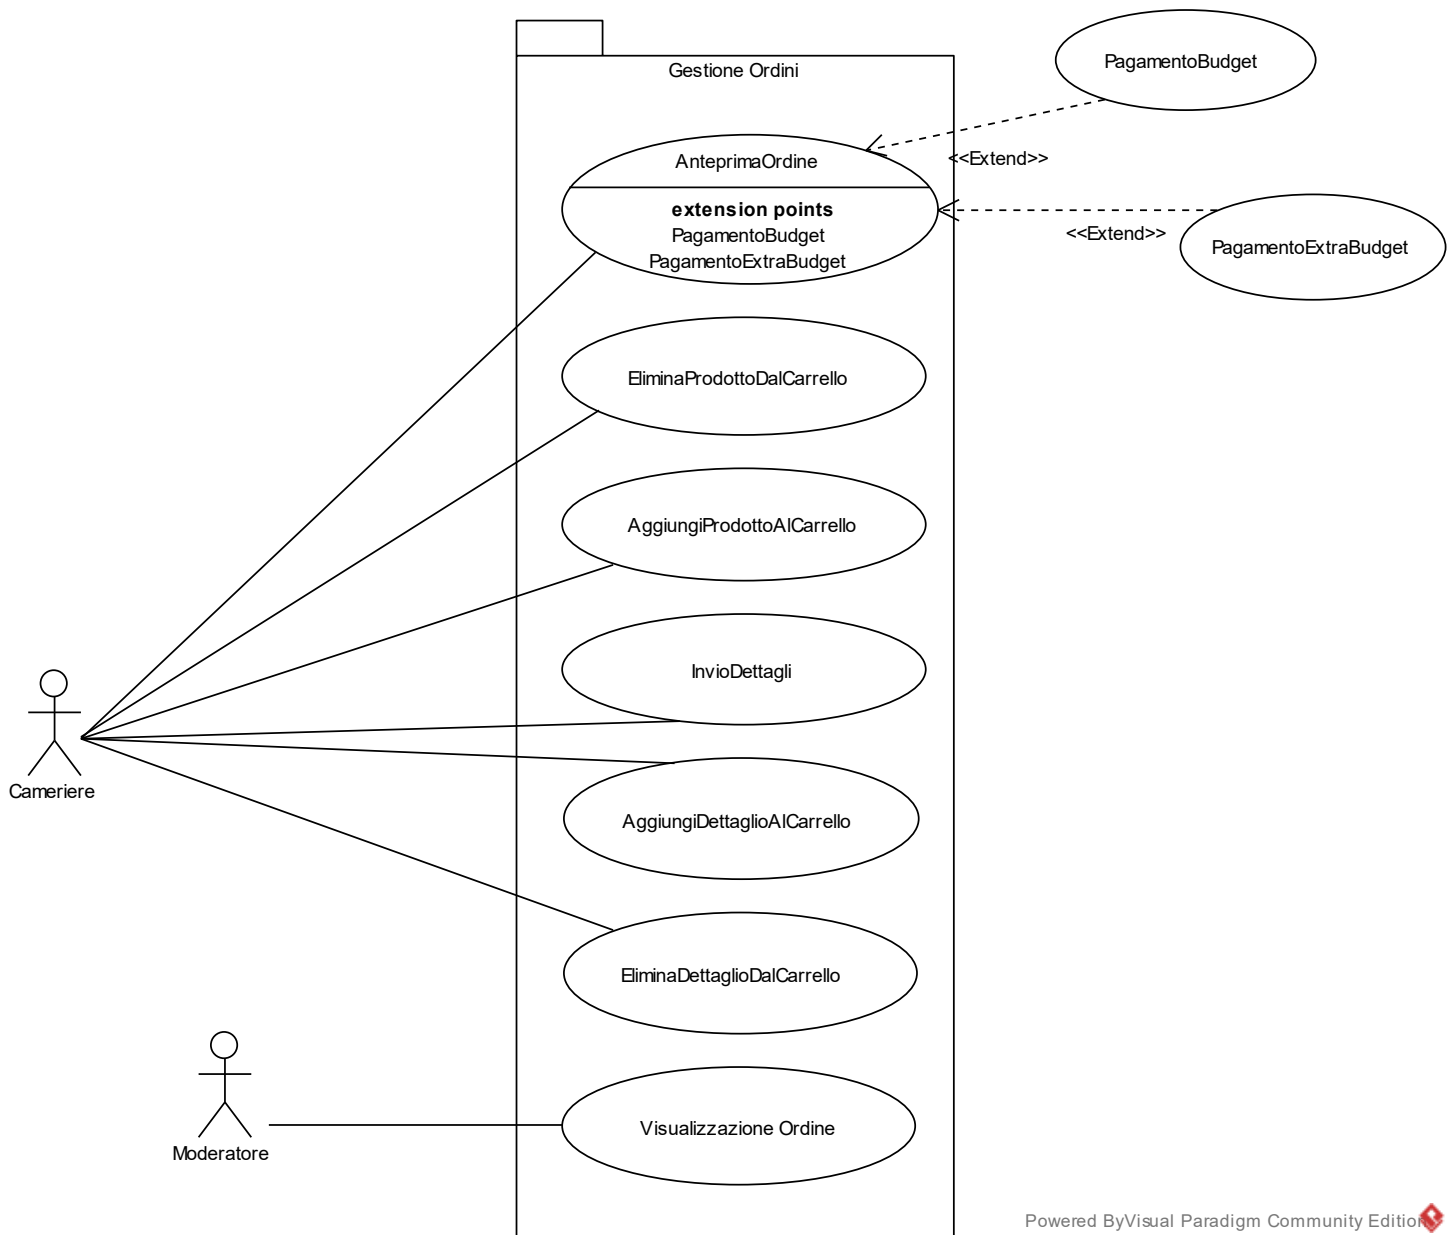 Gestione Ordini
PagamentoBudget
AnteprimaOrdine
<<Extend>>
extension points
PagamentoBudget
PagamentoExtraBudget
<<Extend>>
PagamentoExtraBudget
EliminaProdottoDalCarrello
AggiungiProdottoAlCarrello
InvioDettagli
Cameriere
AggiungiDettaglioAlCarrello
EliminaDettaglioDalCarrello
Visualizzazione Ordine
Moderatore
Powered ByVisual Paradigm Community Edition